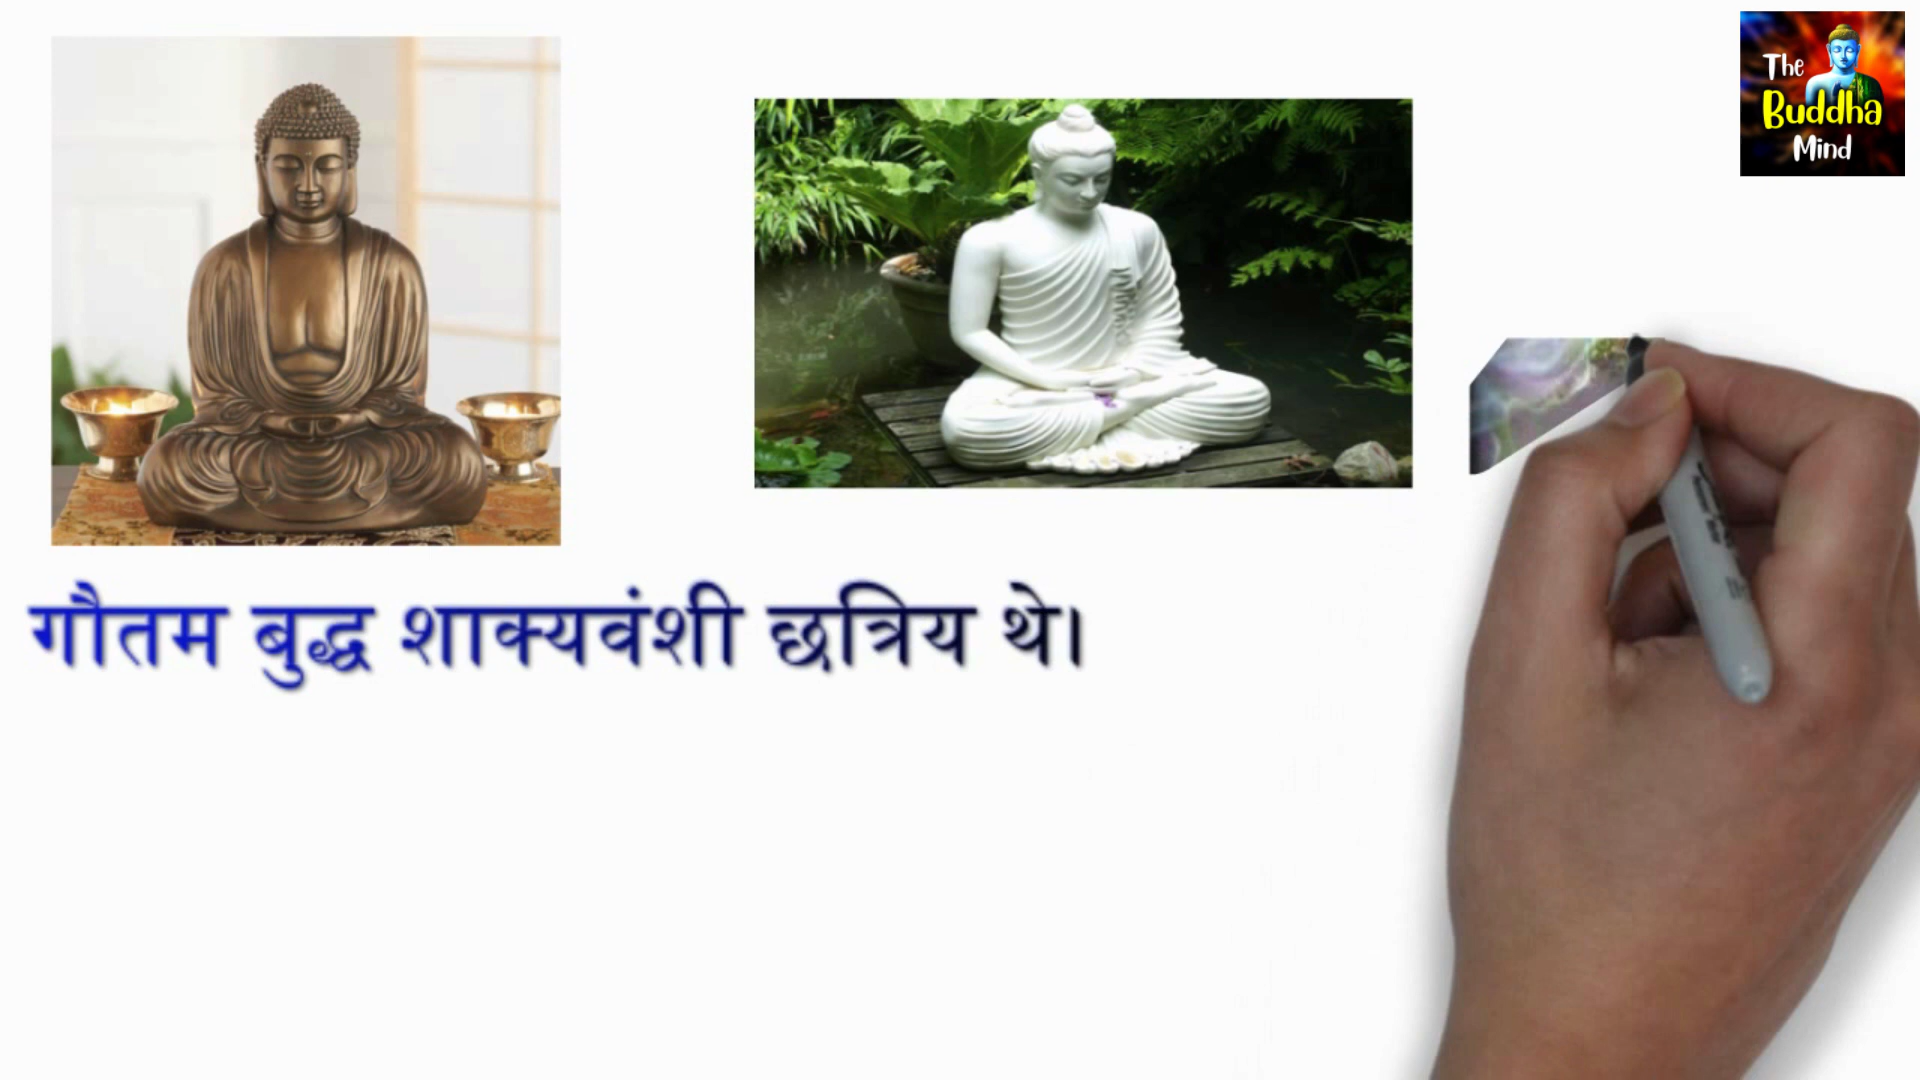 The
Buddha
Mind
गौतम बुद्ध शाक्यवंशी छत्रिय थे।